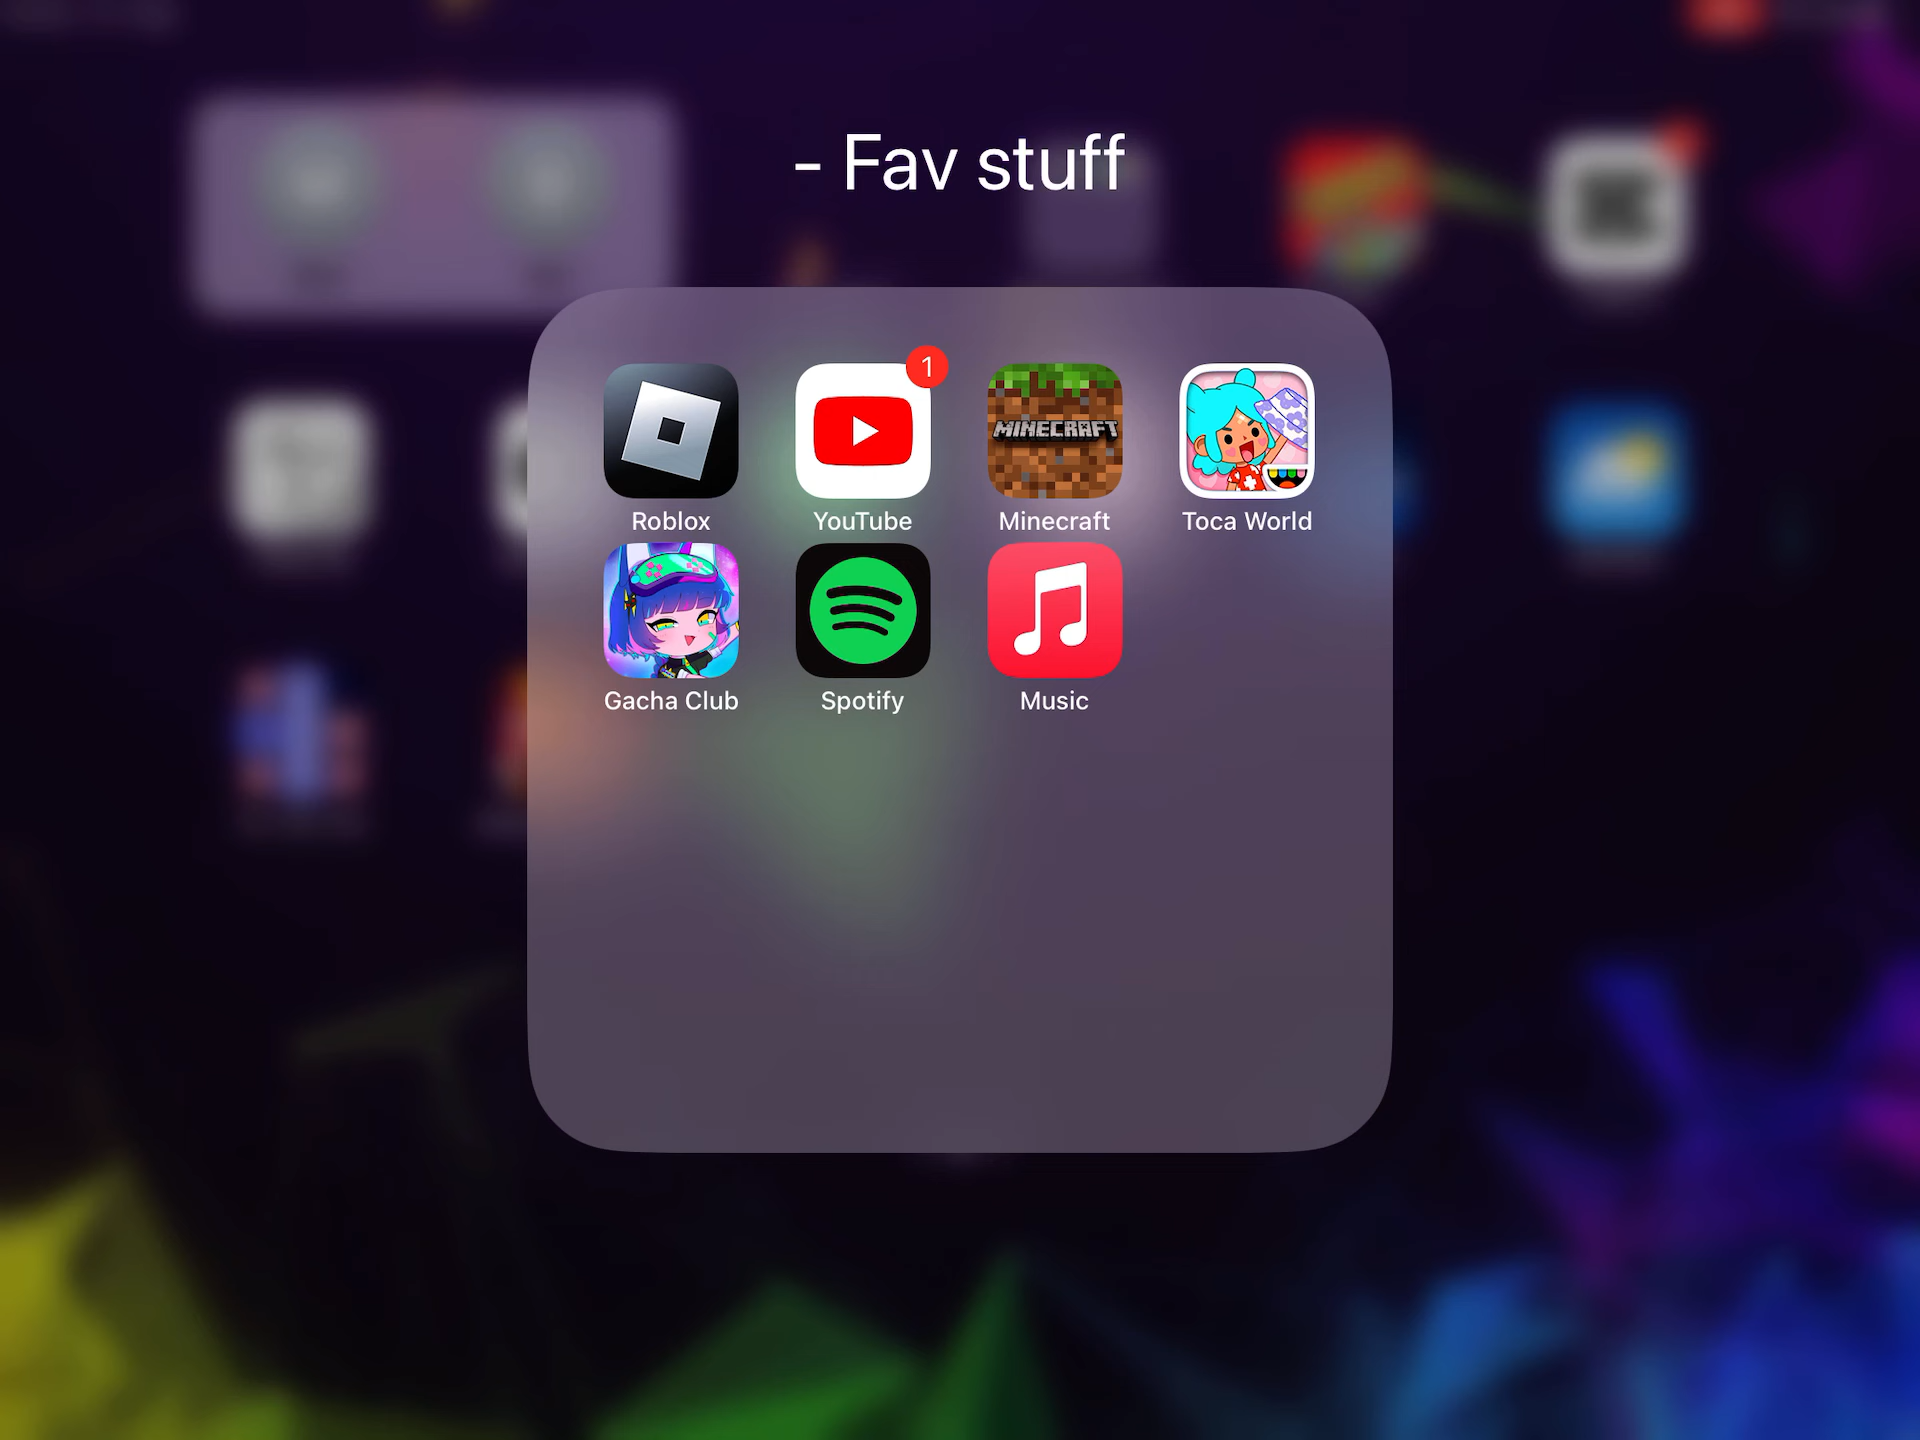 - Fav stuff
1
MINECRAFT
Roblox
YouTube
Minecraft
Toca World
Gacha Club
Spotify
Music